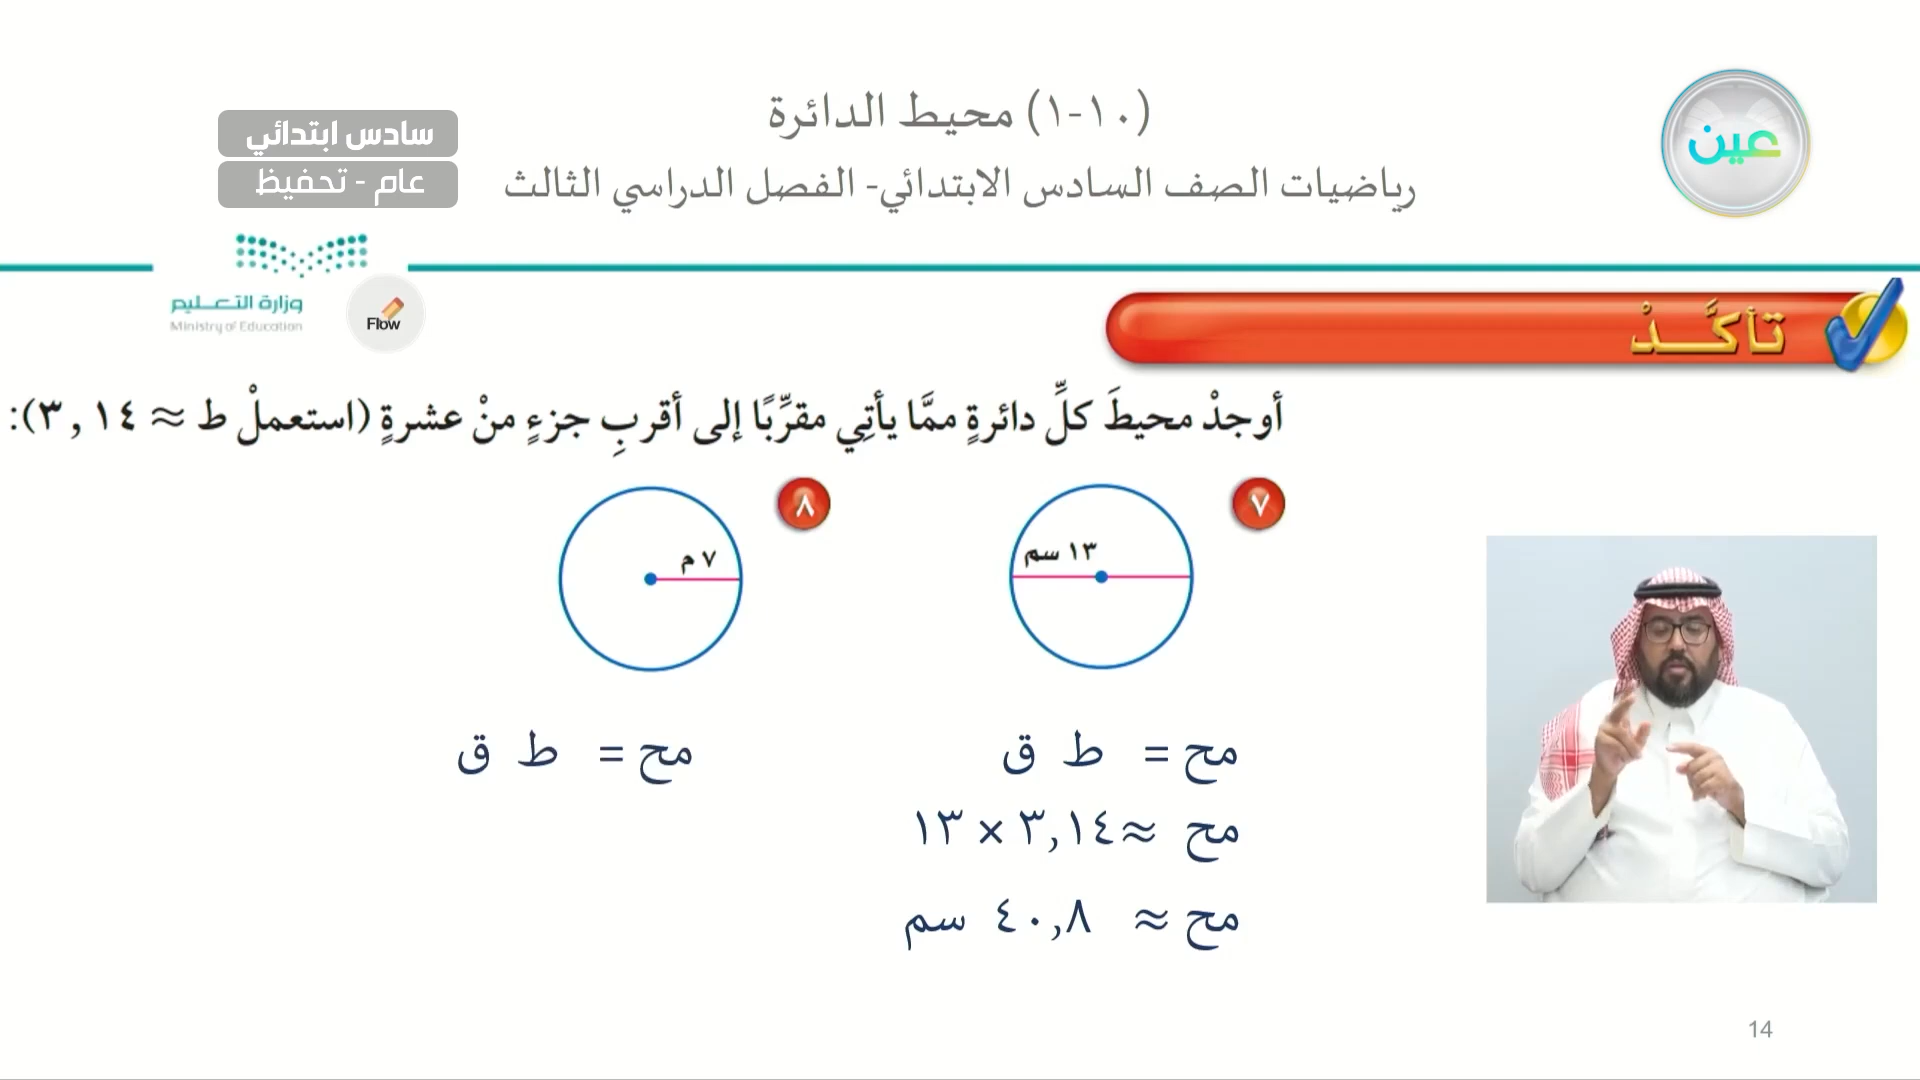 (١٠-١) محيط الدائرة
رياضيات الصف السادس الابتدائي- الفصل الدراسي الثالث
عين
سادس ابتدائي
عام - تحفيظ
وزارة التعليم
Ministry of Education
Flow
تأكَّدْ
أوجدْ محيطَ كلِّ دائرةٍ ممَّا يأتِي مقرِّبًا إلى أقربِ جزءٍ منْ عشرةٍ (استعملْ ط ≈ ٣,١٤):
٧
١٣ سم
مح = ط ق
مح ≈ ٣,١٤ × ١٣
مح ≈ ٤٠,٨ سم
٨
٧ م
مح = ط ق
14